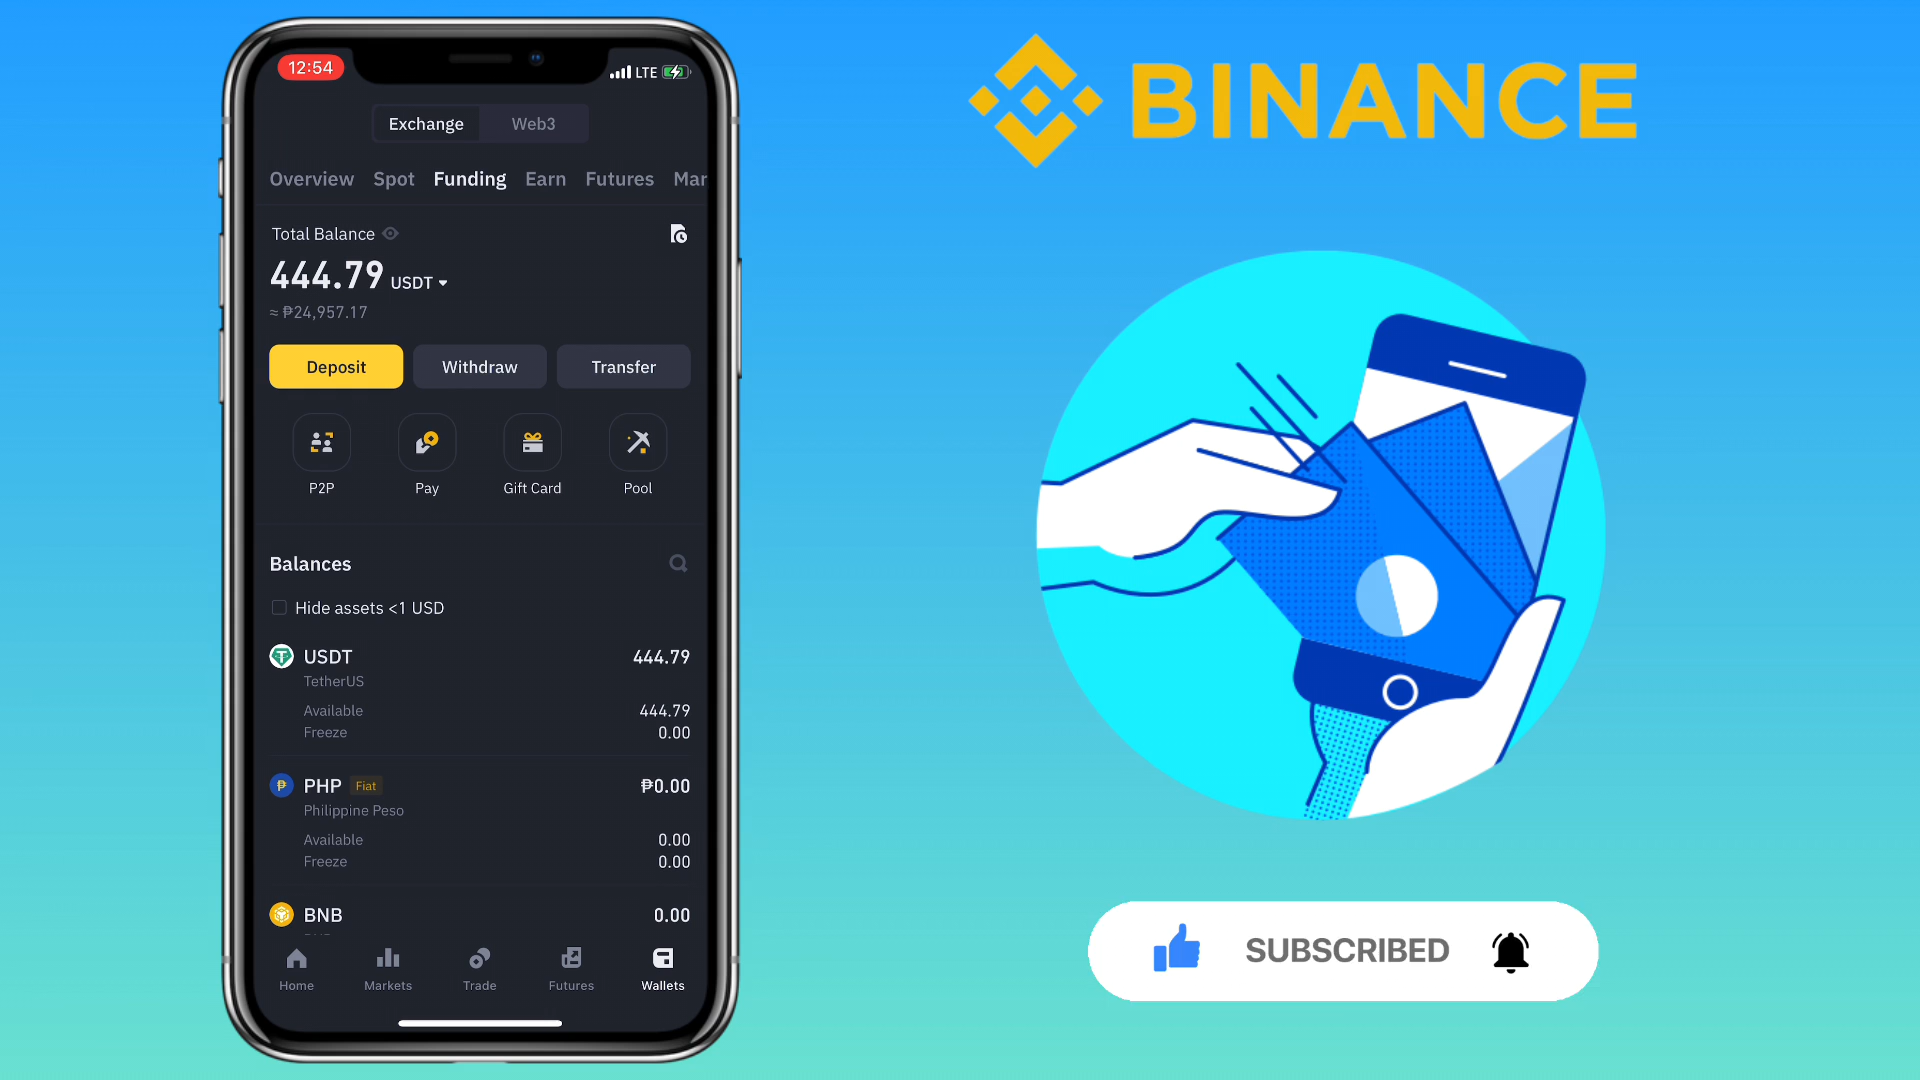 12:54
LTE
Exchange Web3
Overview Spot Funding Earn Futures Mar
Total Balance
444.79 USDT
≈ ₱24,957.17
Deposit Withdraw Transfer
P2P Pay Gift Card Pool
Balances
Hide assets <1 USD
USDT 444.79
TetherUS
Available 444.79
Freeze 0.00
PHP Fiat ₱0.00
Philippine Peso
Available 0.00
Freeze 0.00
BNB 0.00
Home Markets Trade Futures Wallets
BINANCE
SUBSCRIBED